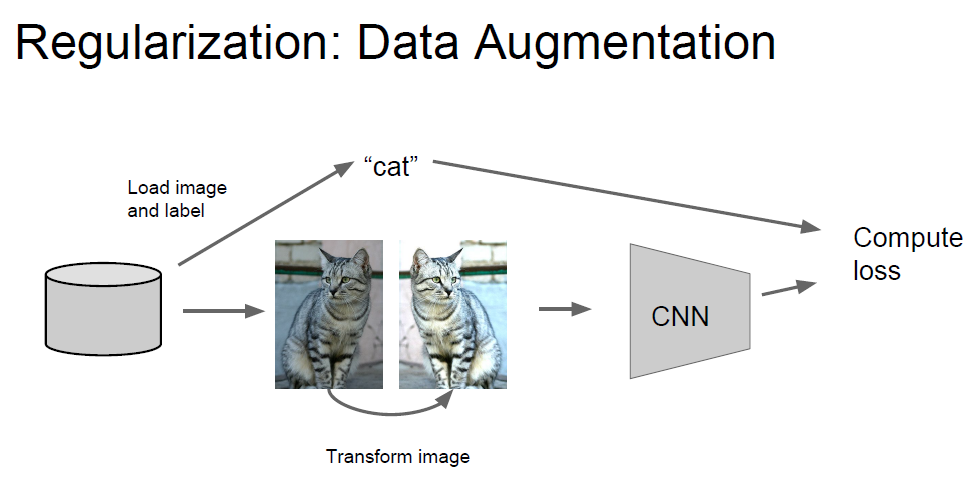 Regularization: Data Augmentation
“cat”
Load image
and label
Compute
loss
CNN
Transform image